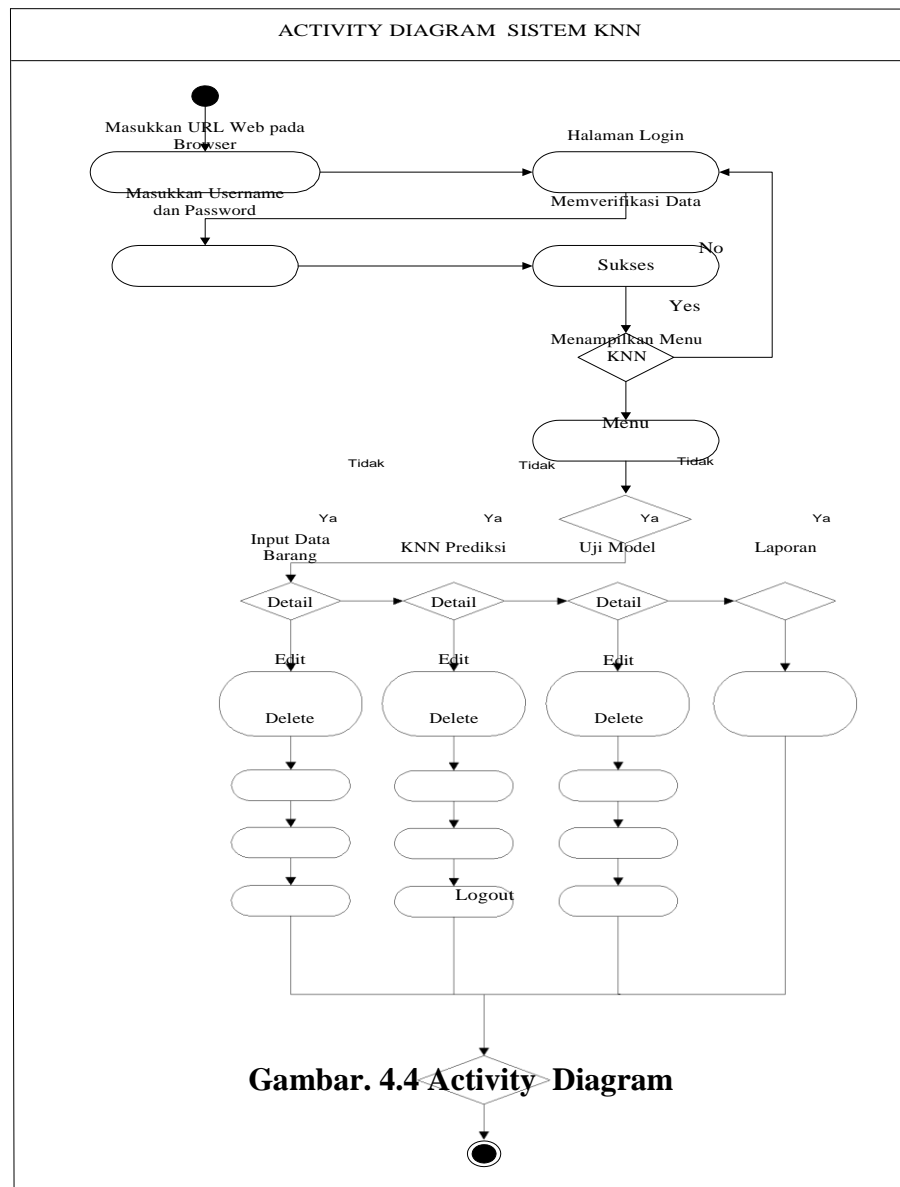 ACTIVITY DIAGRAM SISTEM KNN
Masukkan URL Web pada
Browser
Halaman Login
Masukkan Username
dan Password
Memverifikasi Data
No
Sukses
Yes
Menampilkan Menu
KNN
Menu
Tidak
Tidak
Tidak
Ya
Ya
Ya
Ya
Input Data
Barang
KNN Prediksi
Uji Model
Laporan
Detail
Detail
Detail
Edit
Edit
Edit
Delete
Delete
Delete
Logout
Gambar. 4.4 Activity Diagram